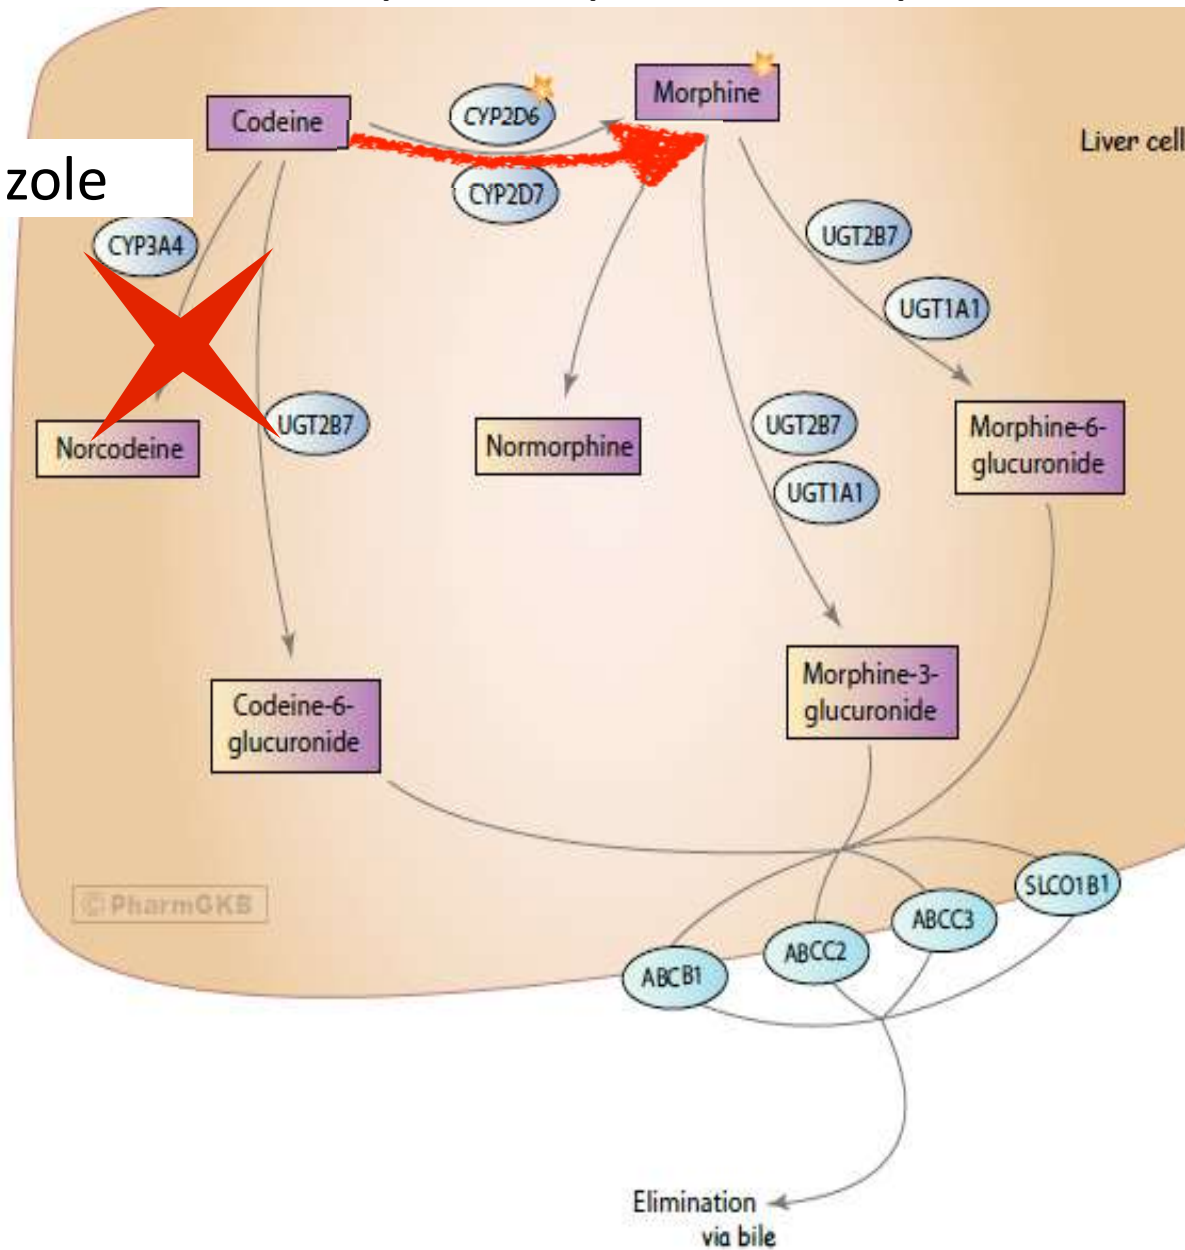 Codeine
CYP2D6
Morphine
Liver cell
zole
CYP2D7
CYP3A4
UGT2B7
UGT1A1
Norcodeine
UGT2B7
Normorphine
UGT2B7
UGT1A1
Morphine-6-
glucuronide
Codeine-6-
glucuronide
Morphine-3-
glucuronide
©PharmGKB
ABCB1
ABCC2
ABCC3
SLCO1B1
Elimination
via bile